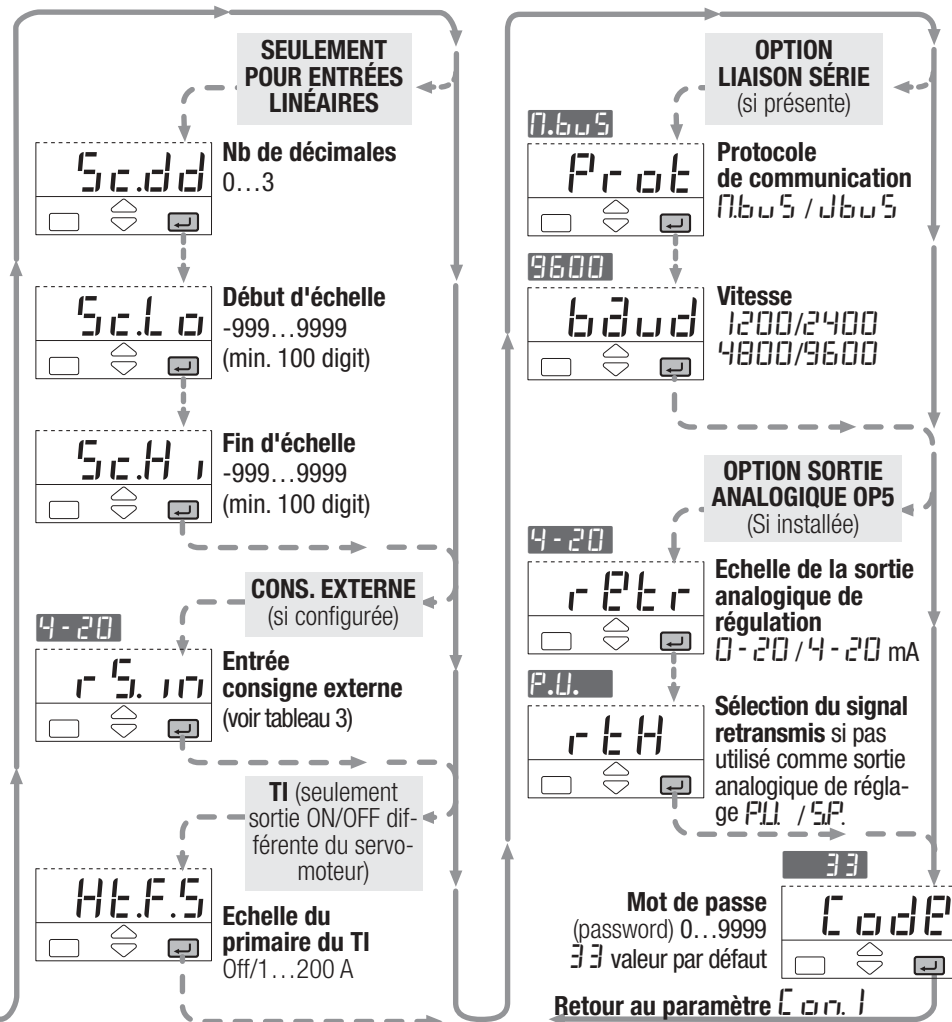 SEULEMENT
POUR ENTRÉES
LINÉAIRES
Sc.dd
Nb de décimales
0…3
Sc.Lo
Début d'échelle
-999…9999
(min. 100 digit)
Sc.Hi
Fin d'échelle
-999…9999
(min. 100 digit)
CONS. EXTERNE
(si configurée)
4-20
rS.in
Entrée
consigne externe
(voir tableau 3)
TI (seulement
sortie ON/OFF dif-
férente du servo-
moteur)
Ht.F.S
Echelle du
primaire du TI
Off/1…200 A
OPTION
LIAISON SÉRIE
(si présente)
M.buS
Prot
Protocole
de communication
M.buS / JbuS
9600
baud
Vitesse
1200/2400
4800/9600
OPTION SORTIE
ANALOGIQUE OP5
(Si installée)
4-20
rEtr
Echelle de la sortie
analogique de
régulation
0-20 / 4-20 mA
P.U.
rtH
Sélection du signal
retransmis si pas
utilisé comme sortie
analogique de régla-
ge P.U. / S.P.
33
CodE
Mot de passe
(password) 0…9999
33 valeur par défaut
Retour au paramètre Con.1